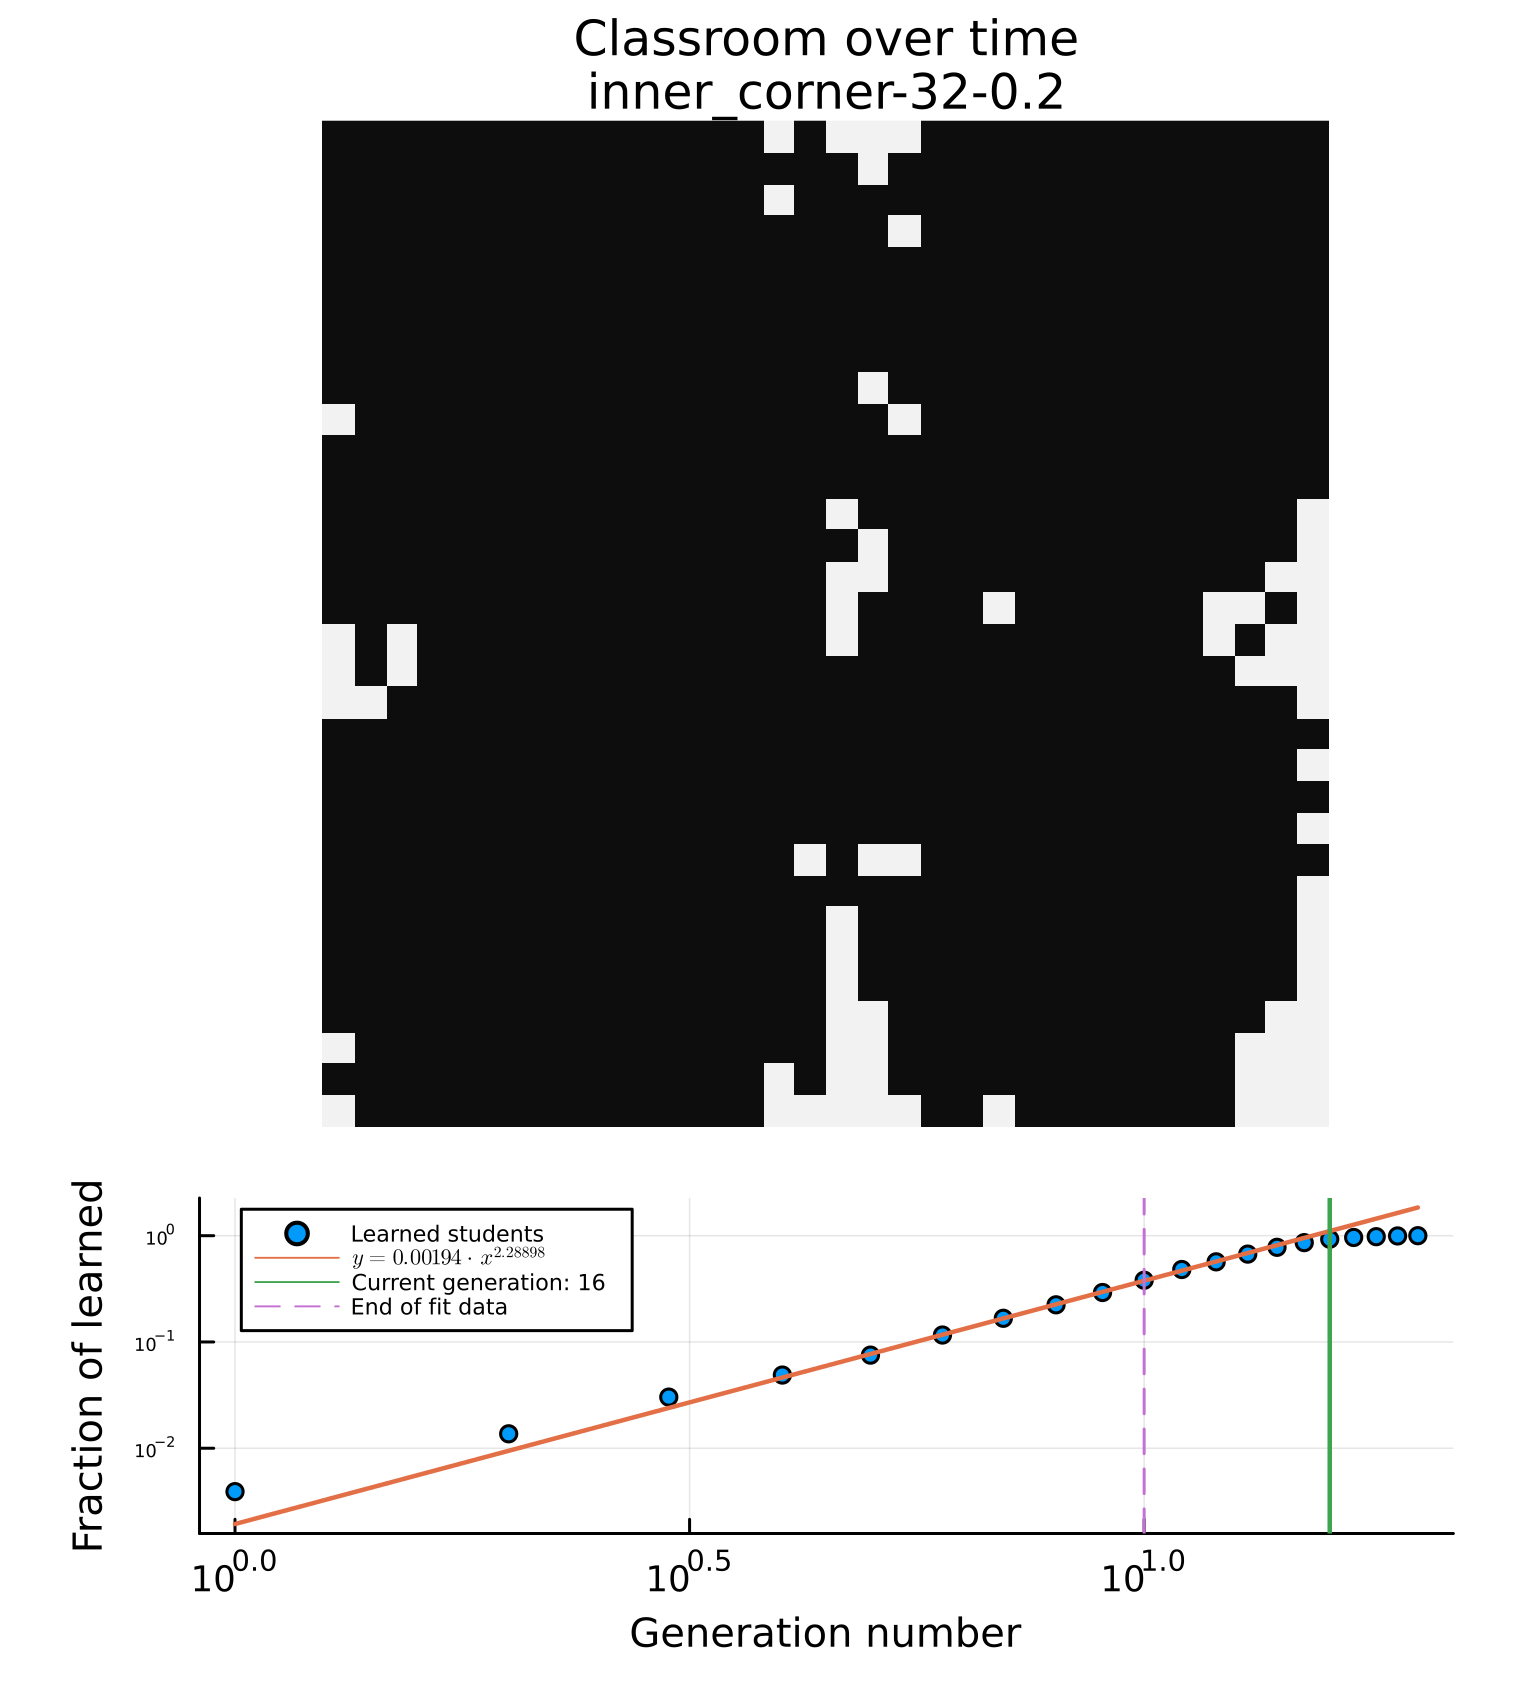 Classroom over time
inner_corner-32-0.2
Fraction of learned
10^0
10^−1
10^−2
Learned students
y = 0.00194 · x^2.28898
Current generation: 16
End of fit data
10^0.0 10^0.5 10^1.0
Generation number